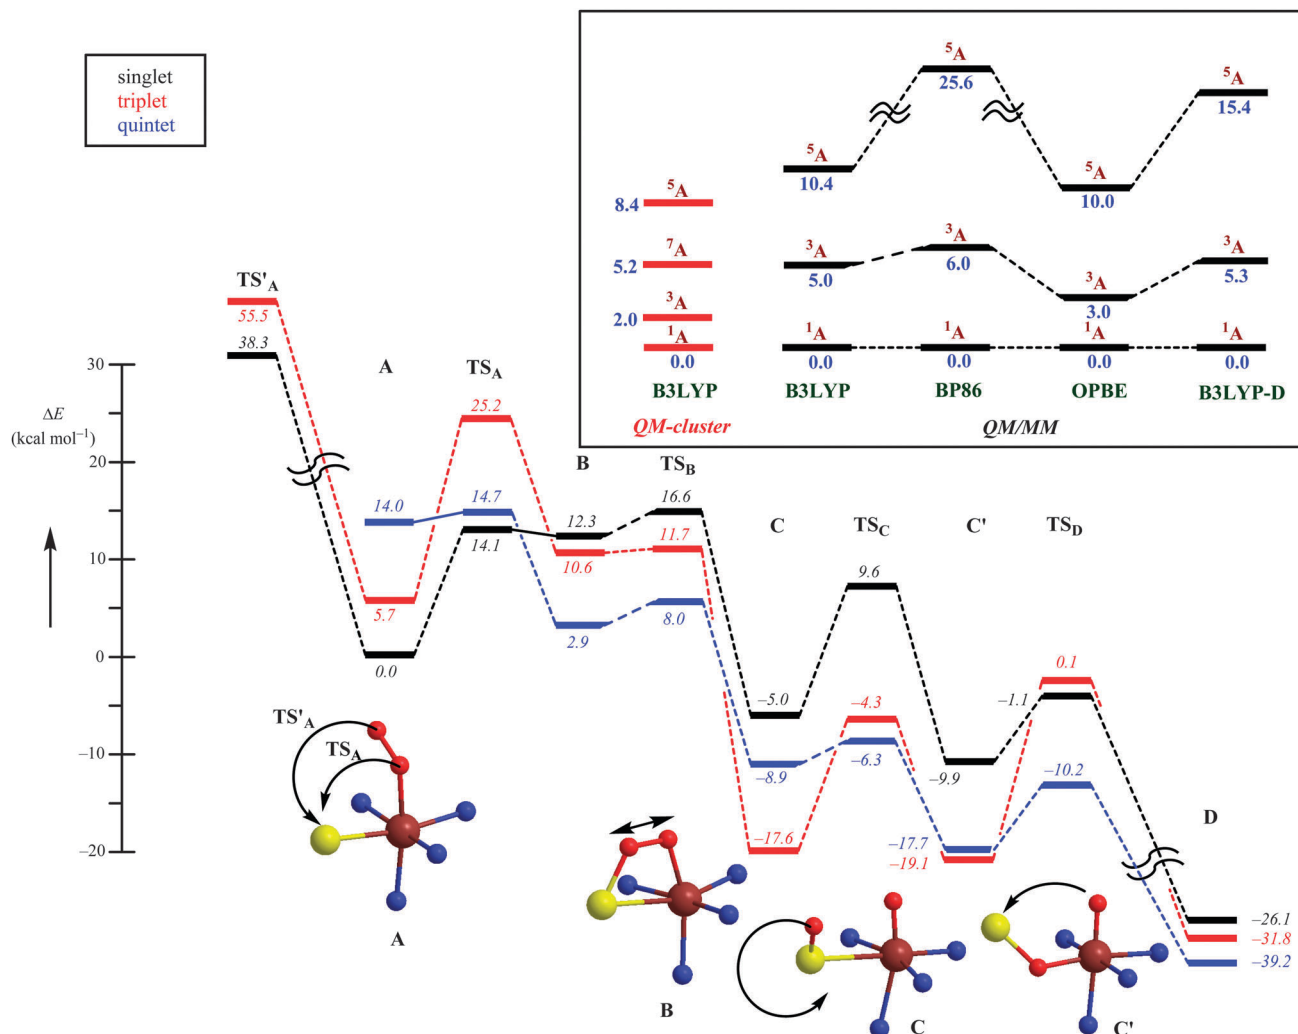 singlet
triplet
quintet
⁵A
25.6
⁵A
15.4
⁵A
10.4
⁵A
10.0
⁵A
8.4
⁷A
5.2
³A
5.0
³A
6.0
³A
3.0
³A
5.3
³A
2.0
¹A
0.0
¹A
0.0
¹A
0.0
¹A
0.0
¹A
0.0
B3LYP
B3LYP
BP86
OPBE
B3LYP-D
QM-cluster
QM/MM
TS'A
55.5
38.3
30
20
10
0
−10
−20
ΔE
(kcal mol⁻¹)
A
14.0
5.7
0.0
TSA
25.2
14.7
14.1
B
12.3
10.6
2.9
TSB
16.6
11.7
8.0
C
−5.0
−8.9
−17.6
TSC
9.6
−4.3
−6.3
C'
−9.9
−17.7
−19.1
TSD
0.1
−1.1
−10.2
D
−26.1
−31.8
−39.2
TS'A
TSA
A
B
C
C'